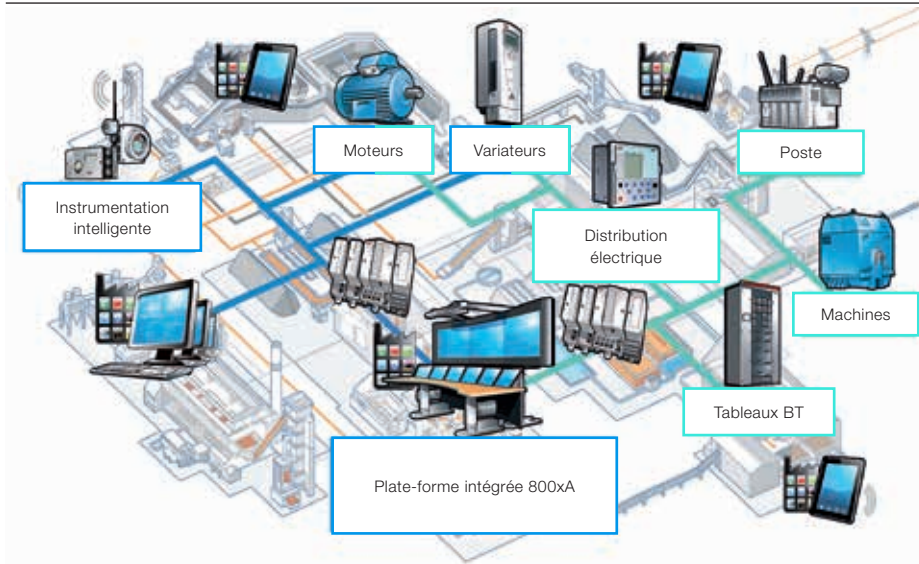 Moteurs
Variateurs
Poste
Instrumentation
intelligente
Distribution
électrique
Machines
Tableaux BT
Plate-forme intégrée 800xA